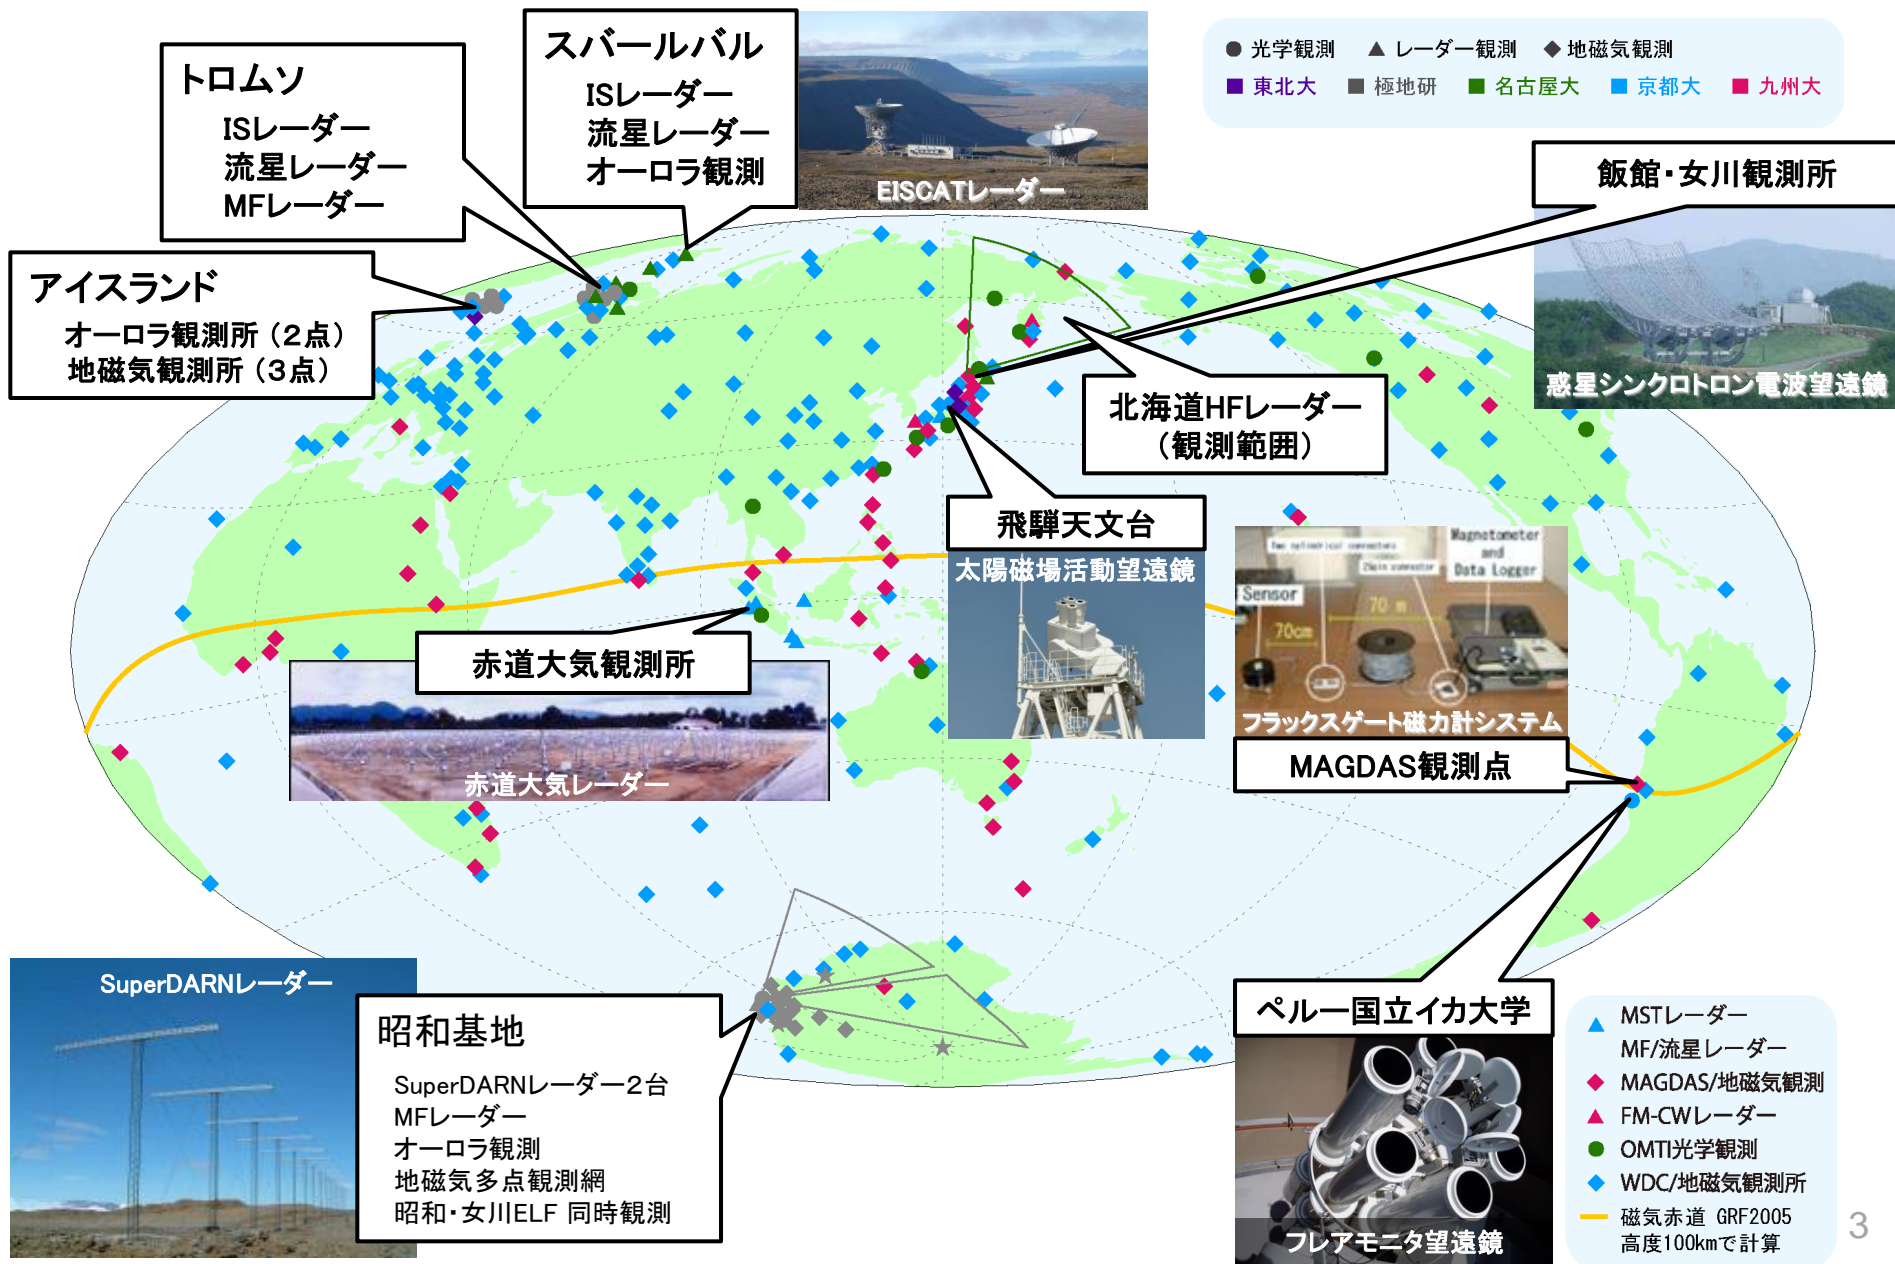 トロムソ
ISレーダー
流星レーダー
MFレーダー
スバールバル
ISレーダー
流星レーダー
オーロラ観測
EISCATレーダー
● 光学観測 ▲ レーダー観測 ◆ 地磁気観測
■ 東北大 ■ 極地研 ■ 名古屋大 ■ 京都大 ■ 九州大
飯館・女川観測所
惑星シンクロトロン電波望遠鏡
アイスランド
オーロラ観測所（２点）
地磁気観測所（３点）
北海道HFレーダー
（観測範囲）
飛騨天文台
太陽磁場活動望遠鏡
Two cylindrical connectors
Magnetometer
and
Data Logger
25pin connector
Sensor
70 m
70cm
フラックスゲート磁力計システム
MAGDAS観測点
赤道大気観測所
赤道大気レーダー
SuperDARNレーダー
昭和基地
SuperDARNレーダー２台
MFレーダー
オーロラ観測
地磁気多点観測網
昭和・女川ELF 同時観測
ペルー国立イカ大学
フレアモニタ望遠鏡
MSTレーダー
MF/流星レーダー
MAGDAS/地磁気観測
FM-CWレーダー
OMTI光学観測
WDC/地磁気観測所
磁気赤道 GRF2005
高度100kmで計算
3